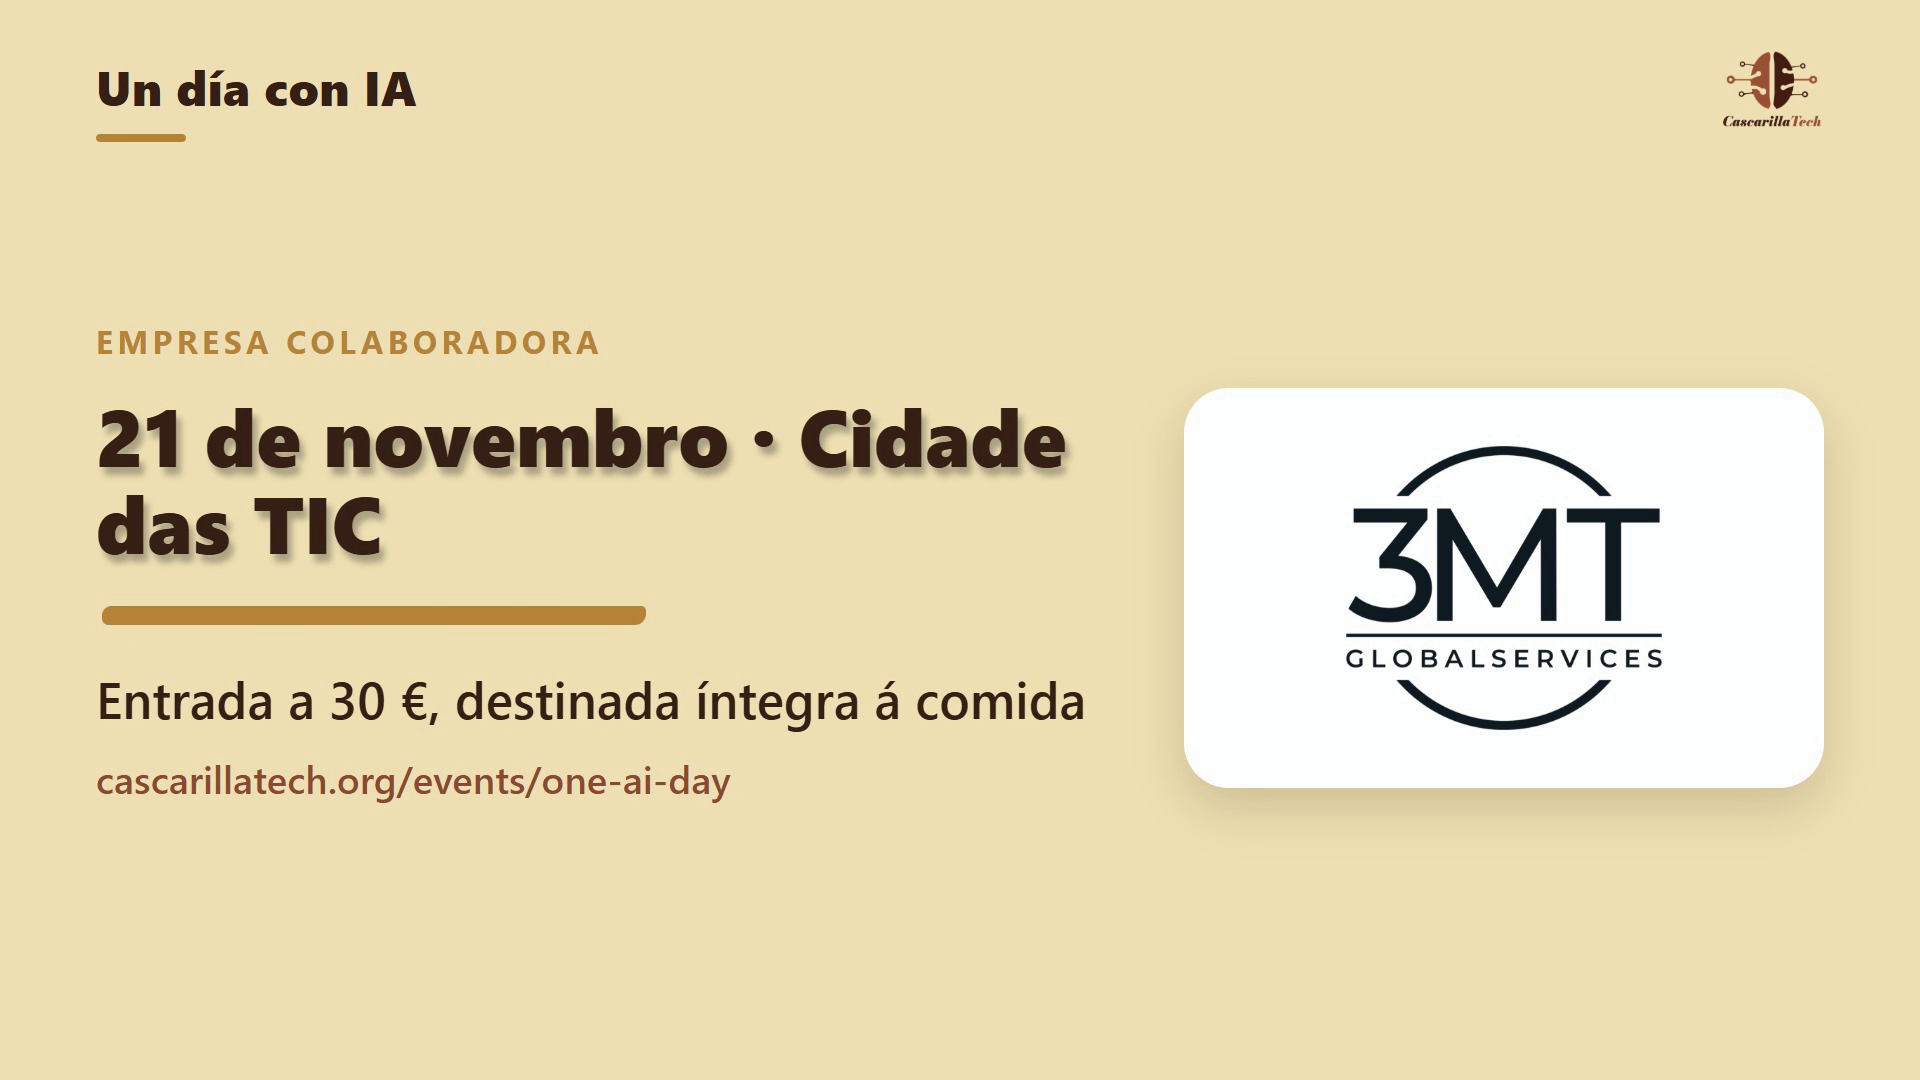 Un día con IA
CascarillaTech
EMPRESA COLABORADORA
21 de novembro · Cidade
das TIC
Entrada a 30 €, destinada íntegra á comida
cascarillatech.org/events/one-ai-day
3MT
GLOBALSERVICES